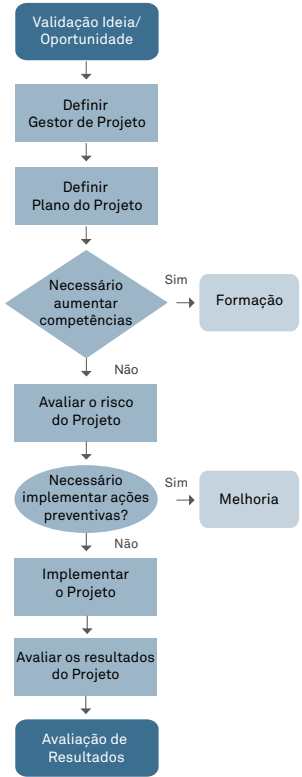 Validação Ideia/
Oportunidade
Definir
Gestor de Projeto
Definir
Plano do Projeto
Necessário
aumentar
competências
Sim
Formação
Não
Avaliar o risco
do Projeto
Necessário
implementar ações
preventivas?
Sim
Melhoria
Não
Implementar
o Projeto
Avaliar os resultados
do Projeto
Avaliação de
Resultados